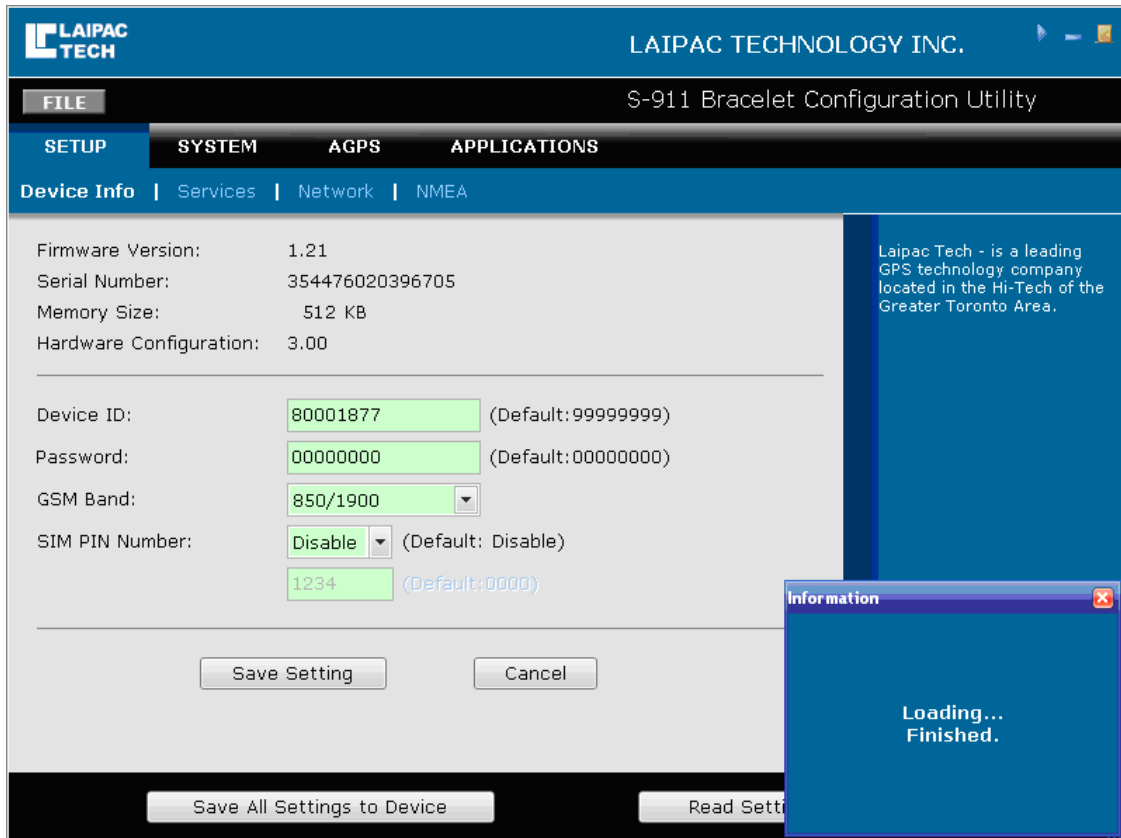 LAIPAC
TECH
LAIPAC TECHNOLOGY INC.
FILE
S-911 Bracelet Configuration Utility
SETUP SYSTEM AGPS APPLICATIONS
Device Info | Services | Network | NMEA
Firmware Version: 1.21
Serial Number: 354476020396705
Memory Size: 512 KB
Hardware Configuration: 3.00
Laipac Tech - is a leading
GPS technology company
located in the Hi-Tech of the
Greater Toronto Area.
Device ID: 80001877 (Default:99999999)
Password: 00000000 (Default:00000000)
GSM Band: 850/1900
SIM PIN Number: Disable (Default: Disable)
1234 (Default:0000)
Save Setting Cancel
Information
Loading...
Finished.
Save All Settings to Device Read Setti